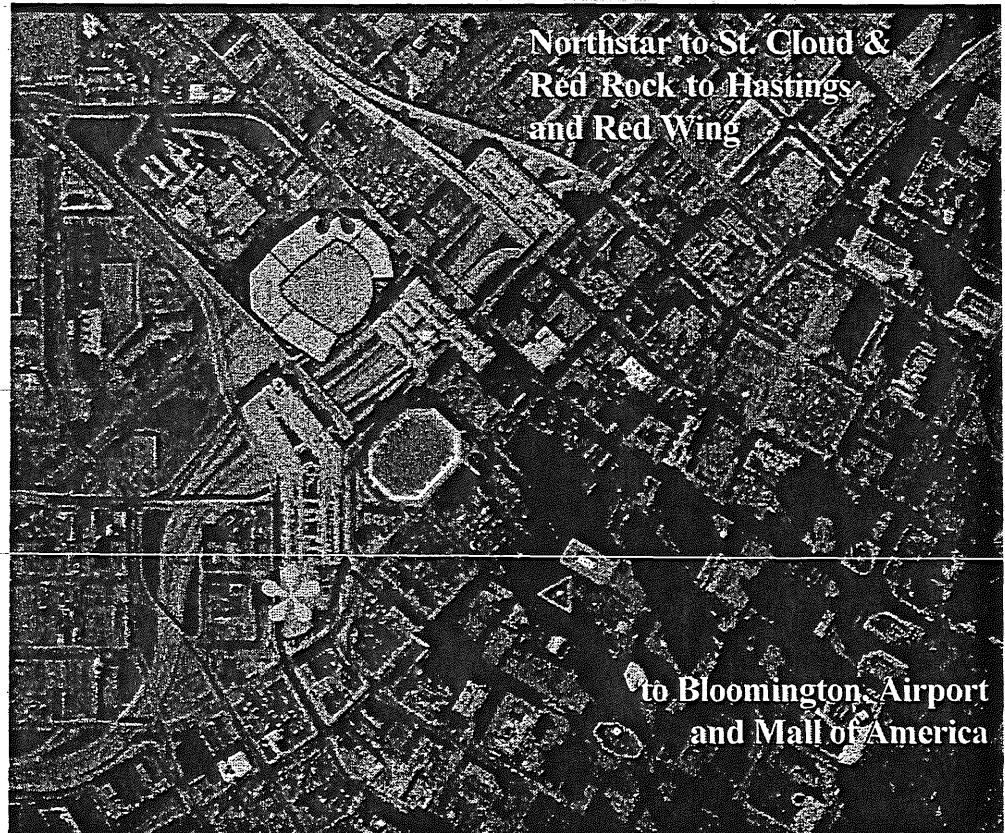 Northstar to St. Cloud &
Red Rock to Hastings
and Red Wing
to Bloomington, Airport
and Mall of America